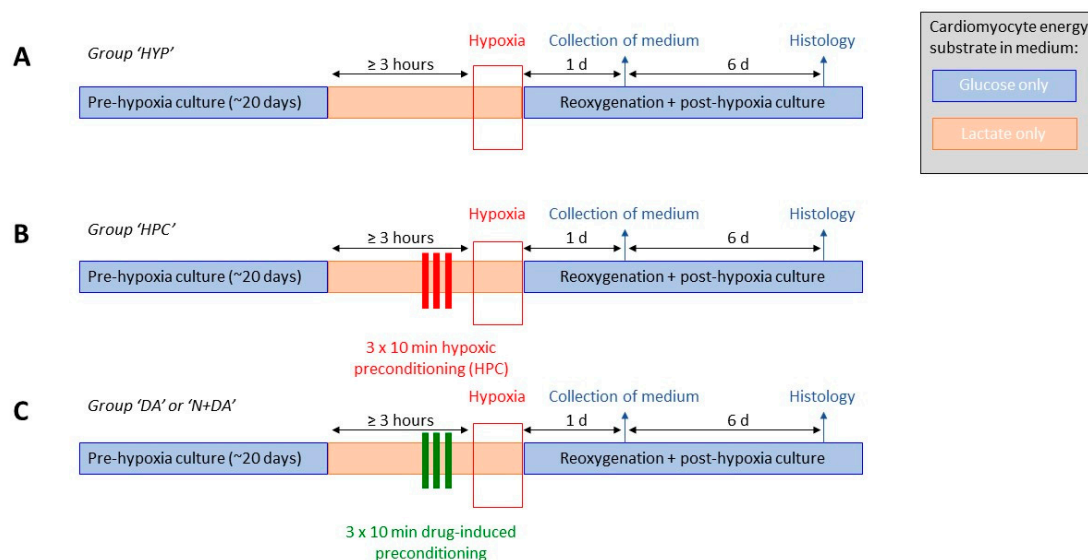 A
Group ‘HYP’
Hypoxia
Collection of medium
Histology
≥ 3 hours
1 d
6 d
Pre-hypoxia culture (~20 days)
Reoxygenation + post-hypoxia culture
Cardiomyocyte energy
substrate in medium:
Glucose only
Lactate only
B
Group ‘HPC’
Hypoxia
Collection of medium
Histology
≥ 3 hours
1 d
6 d
Pre-hypoxia culture (~20 days)
Reoxygenation + post-hypoxia culture
3 x 10 min hypoxic
preconditioning (HPC)
C
Group ‘DA’ or ‘N+DA’
Hypoxia
Collection of medium
Histology
≥ 3 hours
1 d
6 d
Pre-hypoxia culture (~20 days)
Reoxygenation + post-hypoxia culture
3 x 10 min drug-induced
preconditioning